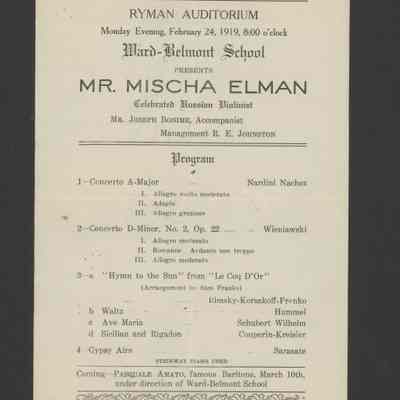 RYMAN AUDITORIUM
Monday Evening, February 24, 1919, 8:00 o'clock
Ward-Belmont School
PRESENTS
MR. MISCHA ELMAN
Celebrated Russian Violinist
MR. JOSEPH BONIME, Accompanist
Management R. E. JOHNSTON
Program
1—Concerto A-Major Nardini Nachez
I. Allegro molto moderato
II. Adagio
III. Allegro grazioso
2—Concerto D-Minor, No. 2, Op. 22 Wieniawski
I. Allegro moderato
II. Romanze. Andante non troppo
III. Allegro moderato
3—a "Hymn to the Sun" from "Le Coq D'Or"
(Arrangement by Sam Franko)
Rimsky-Korsakoff-Frenko
b Waltz Hummel
c Ave Maria Schubert Wilhelm
d Sicilian and Rigadon Couperin-Kreisler
4 Gypsy Airs Sarasate
STEINWAY PIANO USED
Coming—PASQUALE AMATO, famous Baritone, March 10th,
under direction of Ward-Belmont School